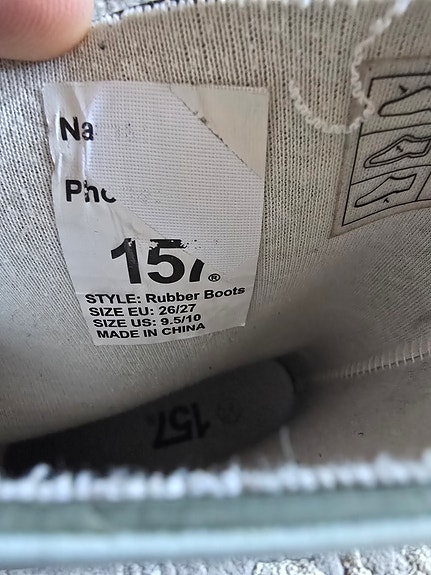 Na
Pho
157®
STYLE: Rubber Boots
SIZE EU: 26/27
SIZE US: 9.5/10
MADE IN CHINA
157